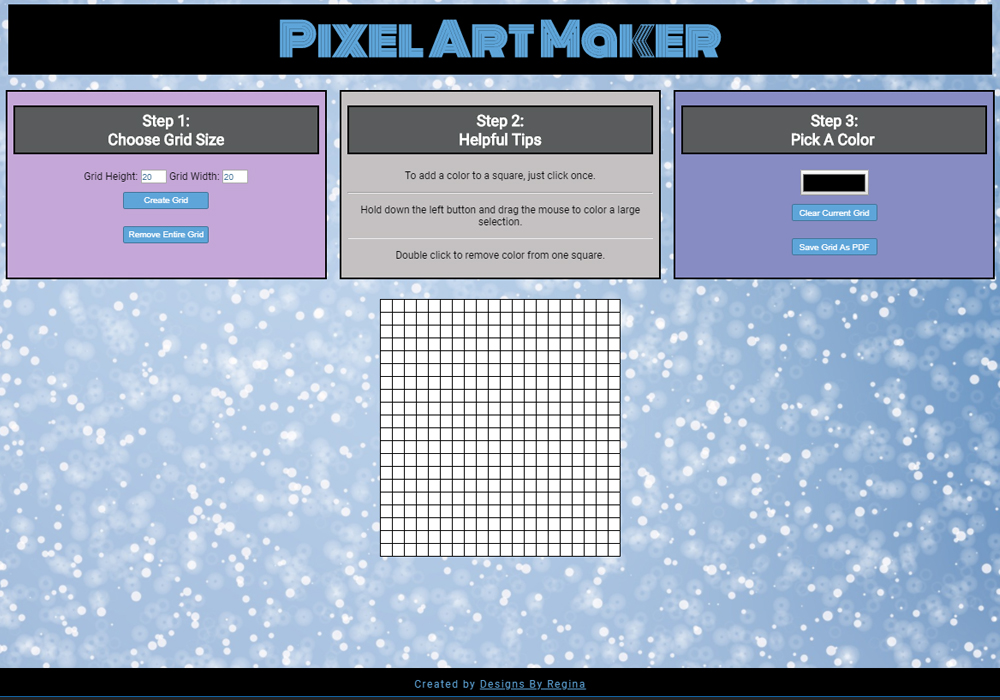 Pixel Art Maker
Step 1:
Choose Grid Size
Grid Height: 20 Grid Width: 20
Create Grid
Remove Entire Grid
Step 2:
Helpful Tips
To add a color to a square, just click once.
Hold down the left button and drag the mouse to color a large
selection.
Double click to remove color from one square.
Step 3:
Pick A Color
Clear Current Grid
Save Grid As PDF
Created by Designs By Regina